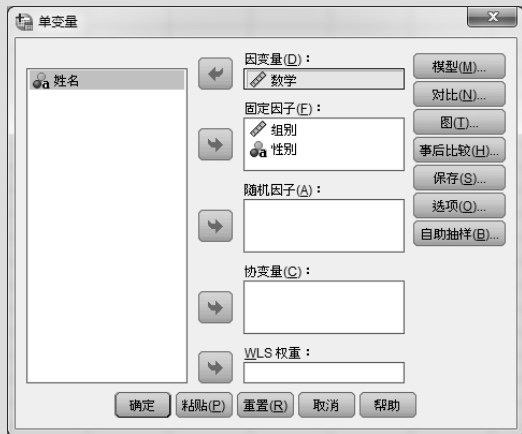 单变量
姓名
因变量(D)：
数学
固定因子(F)：
组别
性别
随机因子(A)：
协变量(C)：
WLS 权重：
模型(M)...
对比(N)...
图(T)...
事后比较(H)...
保存(S)...
选项(O)...
自助抽样(B)...
确定
粘贴(P)
重置(R)
取消
帮助